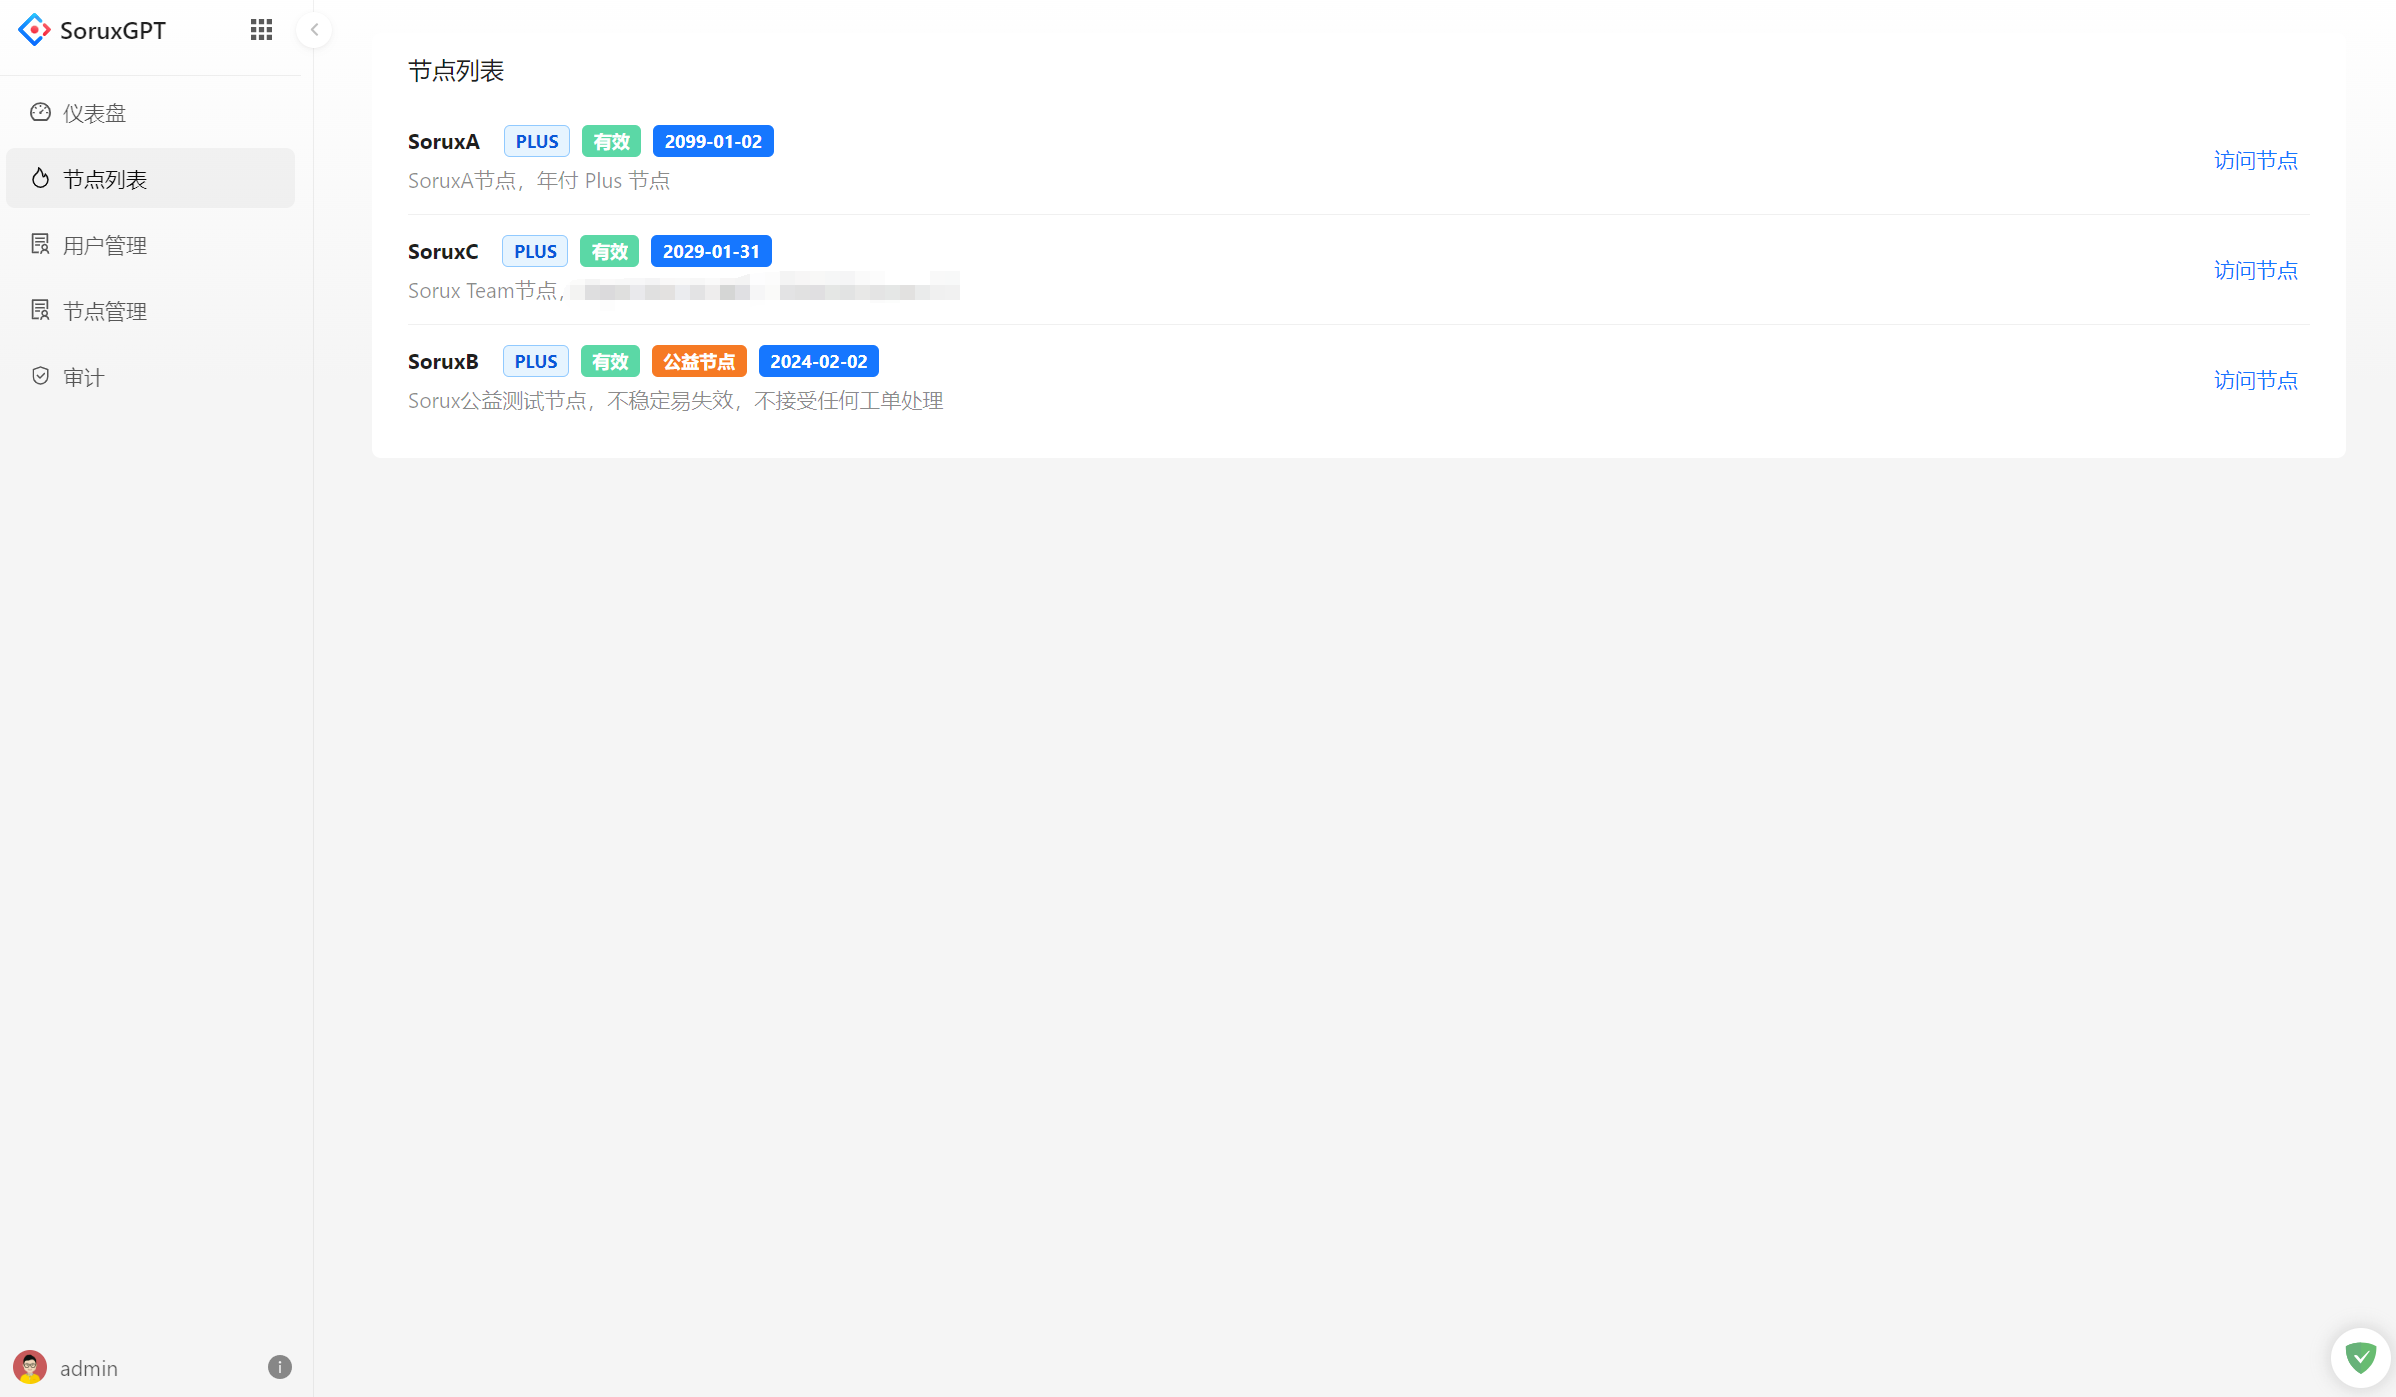 SoruxGPT
仪表盘
节点列表
用户管理
节点管理
审计
admin
节点列表
SoruxA PLUS 有效 2099-01-02
SoruxA节点，年付 Plus 节点
访问节点
SoruxC PLUS 有效 2029-01-31
Sorux Team节点，
访问节点
SoruxB PLUS 有效 公益节点 2024-02-02
Sorux公益测试节点，不稳定易失效，不接受任何工单处理
访问节点